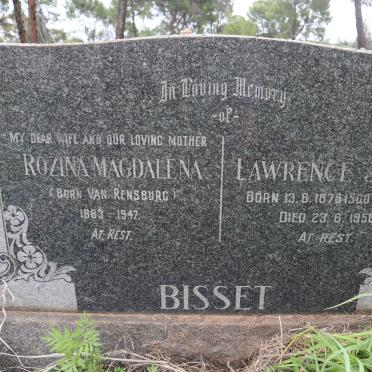 In Loving Memory
-of-
MY DEAR WIFE AND OUR LOVING MOTHER
ROZINA MAGDALENA
(BORN VAN RENSBURG)
1883-1947.
AT REST.
LAWRENCE
BORN 13.6.1878
DIED 23.6.
AT REST.
BISSET